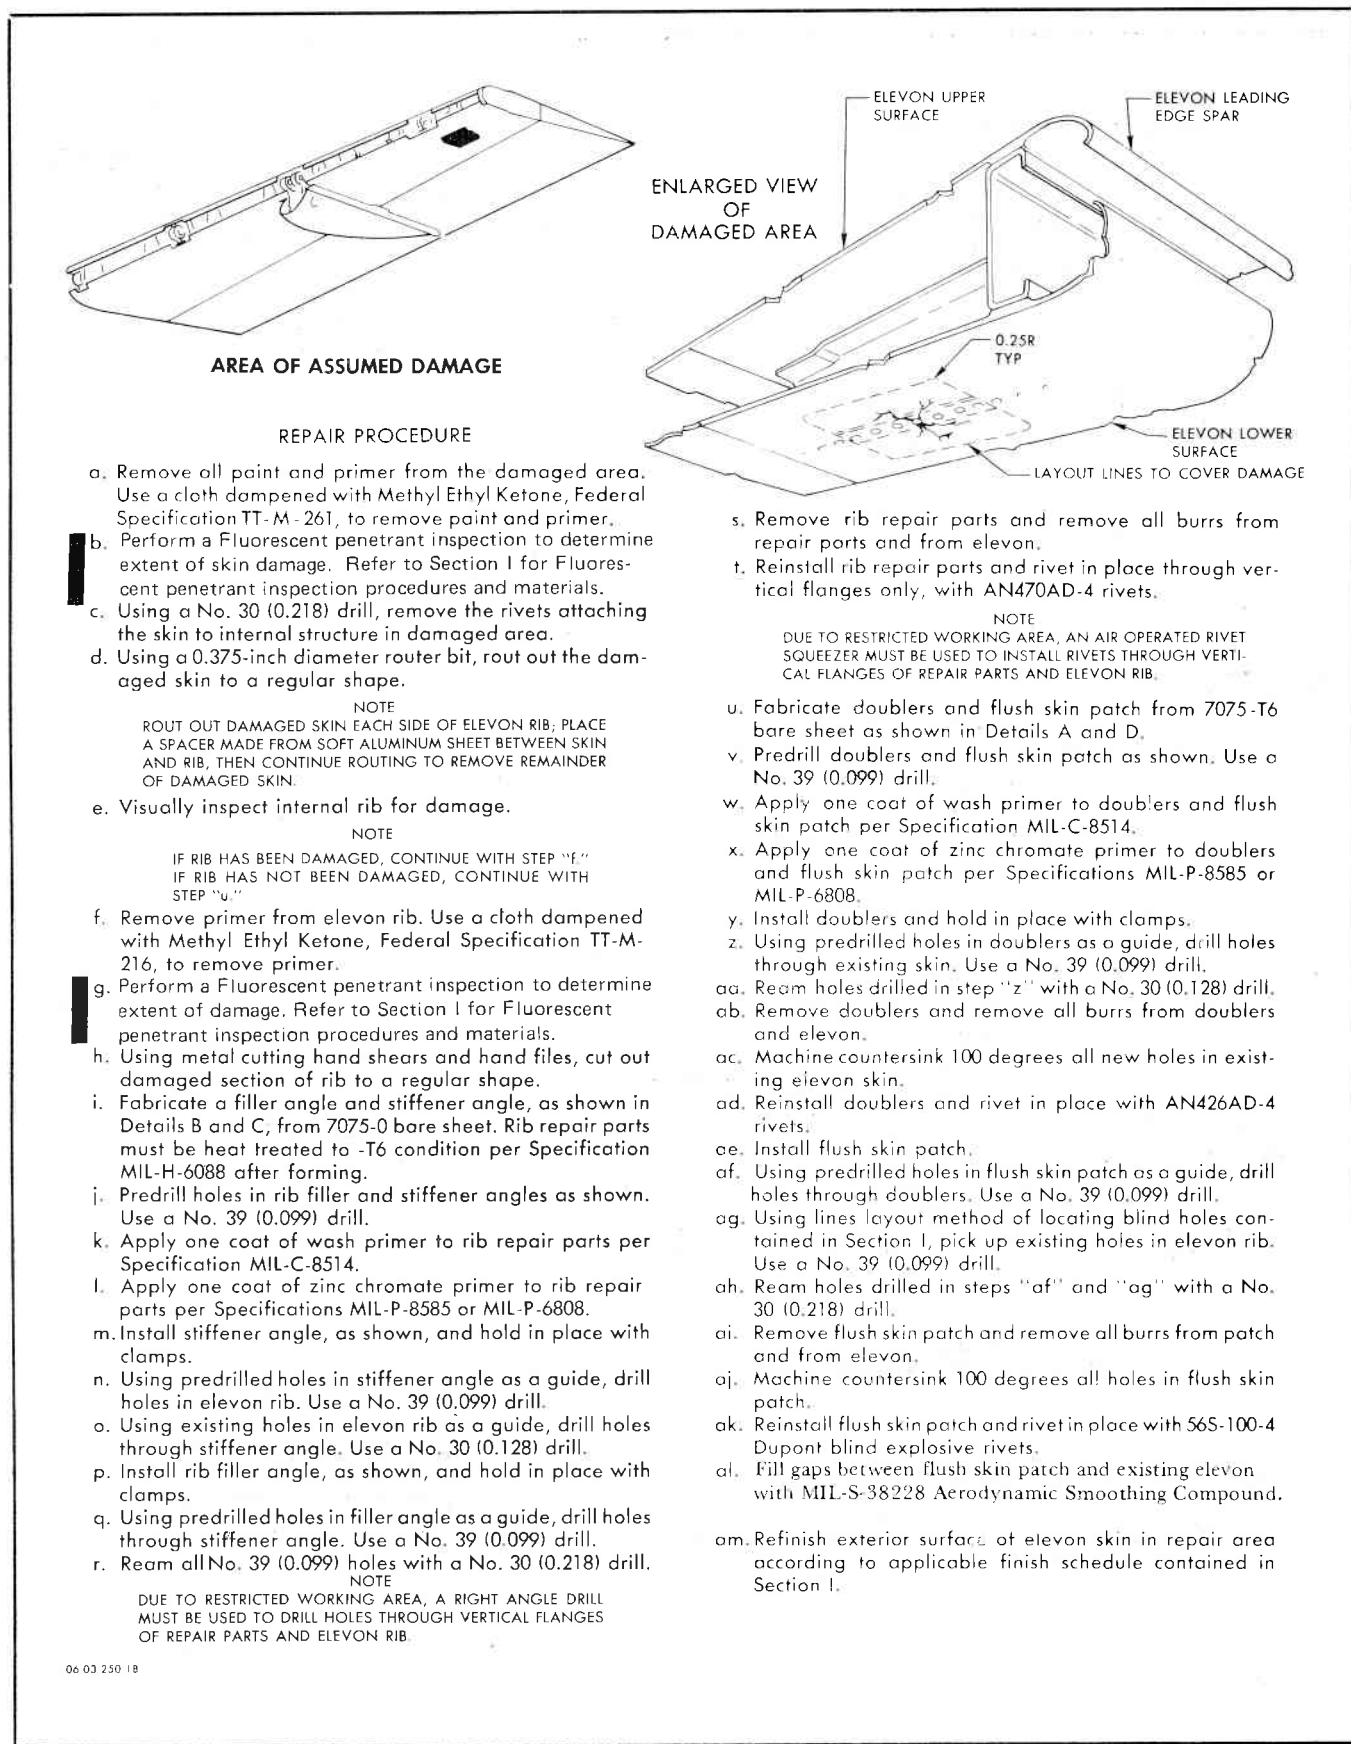 ELEVON UPPER
SURFACE
ELEVON LEADING
EDGE SPAR
ENLARGED VIEW
OF
DAMAGED AREA
0.25R
TYP
ELEVON LOWER
SURFACE
LAYOUT LINES TO COVER DAMAGE
AREA OF ASSUMED DAMAGE
REPAIR PROCEDURE
a. Remove all paint and primer from the damaged area.
Use a cloth dampened with Methyl Ethyl Ketone, Federal
Specification TT-M-261, to remove paint and primer.
b. Perform a Fluorescent penetrant inspection to determine
extent of skin damage. Refer to Section I for Fluores-
cent penetrant inspection procedures and materials.
c. Using a No. 30 (0.218) drill, remove the rivets attaching
the skin to internal structure in damaged area.
d. Using a 0.375-inch diameter router bit, rout out the dam-
aged skin to a regular shape.
NOTE
ROUT OUT DAMAGED SKIN EACH SIDE OF ELEVON RIB; PLACE
A SPACER MADE FROM SOFT ALUMINUM SHEET BETWEEN SKIN
AND RIB, THEN CONTINUE ROUTING TO REMOVE REMAINDER
OF DAMAGED SKIN.
e. Visually inspect internal rib for damage.
NOTE
IF RIB HAS BEEN DAMAGED, CONTINUE WITH STEP "f."
IF RIB HAS NOT BEEN DAMAGED, CONTINUE WITH
STEP "u."
f. Remove primer from elevon rib. Use a cloth dampened
with Methyl Ethyl Ketone, Federal Specification TT-M-
216, to remove primer.
g. Perform a Fluorescent penetrant inspection to determine
extent of damage. Refer to Section I for Fluorescent
penetrant inspection procedures and materials.
h. Using metal cutting hand shears and hand files, cut out
damaged section of rib to a regular shape.
i. Fabricate a filler angle and stiffener angle, as shown in
Details B and C, from 7075-0 bare sheet. Rib repair parts
must be heat treated to -T6 condition per Specification
MIL-H-6088 after forming.
j. Predrill holes in rib filler and stiffener angles as shown.
Use a No. 39 (0.099) drill.
k. Apply one coat of wash primer to rib repair parts per
Specification MIL-C-8514.
l. Apply one coat of zinc chromate primer to rib repair
parts per Specifications MIL-P-8585 or MIL-P-6808.
m. Install stiffener angle, as shown, and hold in place with
clamps.
n. Using predrilled holes in stiffener angle as a guide, drill
holes in elevon rib. Use a No. 39 (0.099) drill.
o. Using existing holes in elevon rib as a guide, drill holes
through stiffener angle. Use a No. 30 (0.128) drill.
p. Install rib filler angle, as shown, and hold in place with
clamps.
q. Using predrilled holes in filler angle as a guide, drill holes
through stiffener angle. Use a No. 39 (0.099) drill.
r. Ream all No. 39 (0.099) holes with a No. 30 (0.218) drill.
NOTE
DUE TO RESTRICTED WORKING AREA, A RIGHT ANGLE DRILL
MUST BE USED TO DRILL HOLES THROUGH VERTICAL FLANGES
OF REPAIR PARTS AND ELEVON RIB.
s. Remove rib repair parts and remove all burrs from
repair parts and from elevon.
t. Reinstall rib repair parts and rivet in place through ver-
tical flanges only, with AN470AD-4 rivets.
NOTE
DUE TO RESTRICTED WORKING AREA, AN AIR OPERATED RIVET
SQUEEZER MUST BE USED TO INSTALL RIVETS THROUGH VERTI-
CAL FLANGES OF REPAIR PARTS AND ELEVON RIB.
u. Fabricate doublers and flush skin patch from 7075-T6
bare sheet as shown in Details A and D.
v. Predrill doublers and flush skin patch as shown. Use a
No. 39 (0.099) drill.
w. Apply one coat of wash primer to doublers and flush
skin patch per Specification MIL-C-8514.
x. Apply one coat of zinc chromate primer to doublers
and flush skin patch per Specifications MIL-P-8585 or
MIL-P-6808.
y. Install doublers and hold in place with clamps.
z. Using predrilled holes in doublers as a guide, drill holes
through existing skin. Use a No. 39 (0.099) drill.
aa. Ream holes drilled in step "z" with a No. 30 (0.128) drill.
ab. Remove doublers and remove all burrs from doublers
and elevon.
ac. Machine countersink 100 degrees all new holes in exist-
ing elevon skin.
ad. Reinstall doublers and rivet in place with AN426AD-4
rivets.
ae. Install flush skin patch.
af. Using predrilled holes in flush skin patch as a guide, drill
holes through doublers. Use a No. 39 (0.099) drill.
ag. Using lines layout method of locating blind holes con-
tained in Section I, pick up existing holes in elevon rib.
Use a No. 39 (0.099) drill.
ah. Ream holes drilled in steps "af" and "ag" with a No.
30 (0.218) drill.
ai. Remove flush skin patch and remove all burrs from patch
and from elevon.
aj. Machine countersink 100 degrees all holes in flush skin
patch.
ak. Reinstall flush skin patch and rivet in place with 56S-100-4
Dupont blind explosive rivets.
al. Fill gaps between flush skin patch and existing elevon
with MIL-S-38228 Aerodynamic Smoothing Compound.
am. Refinish exterior surface of elevon skin in repair area
according to applicable finish schedule contained in
Section I.
06 03 250 1B